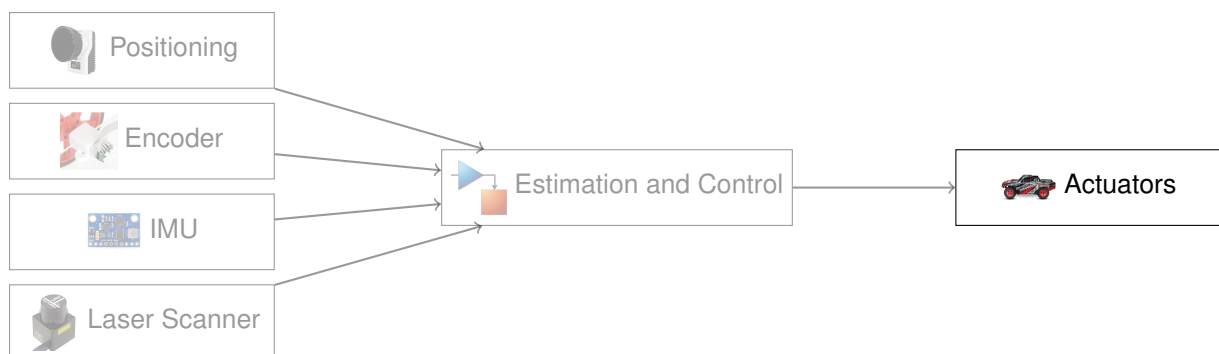 Positioning
Encoder
IMU
Laser Scanner
Estimation and Control
Actuators